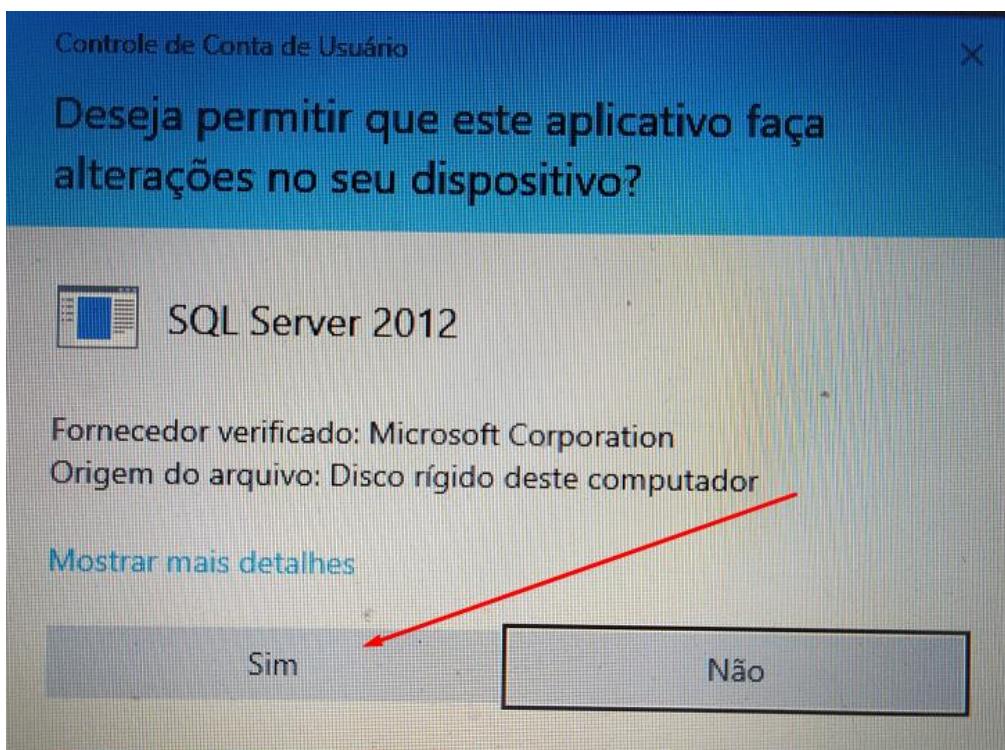 Controle de Conta de Usuário
Deseja permitir que este aplicativo faça
alterações no seu dispositivo?
SQL Server 2012
Fornecedor verificado: Microsoft Corporation
Origem do arquivo: Disco rígido deste computador
Mostrar mais detalhes
Sim
Não